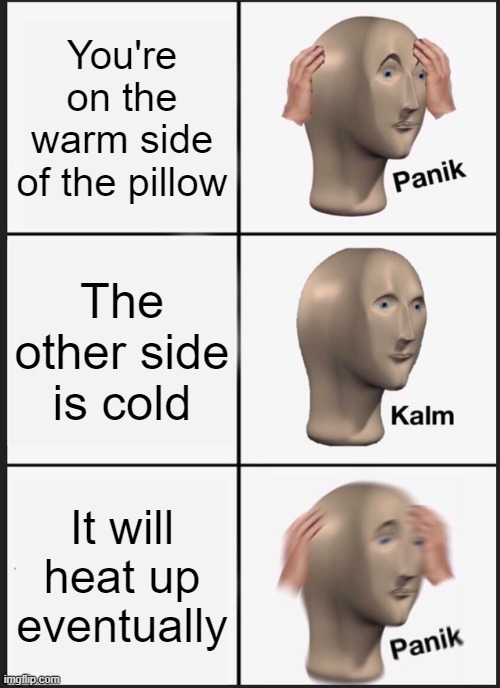 You're
on the
warm side
of the pillow
Panik
The
other side
is cold
Kalm
It will
heat up
eventually
Panik
imgflip.com